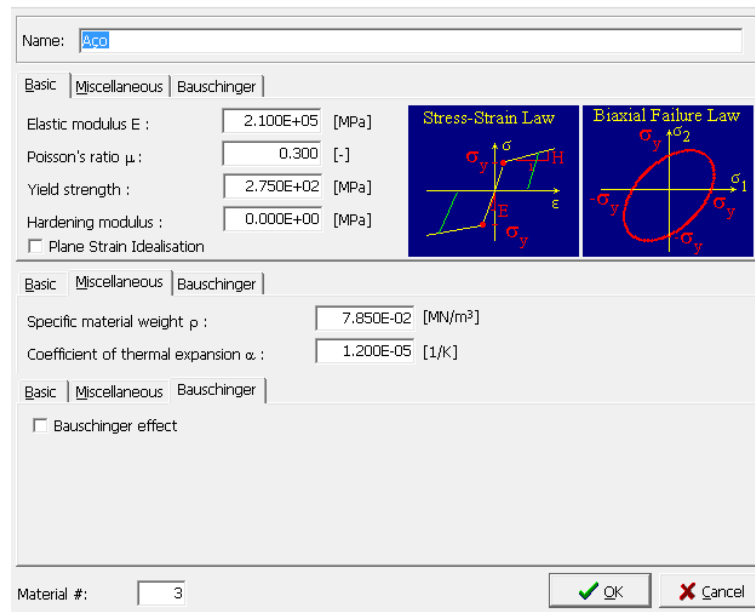 Name: Aço
Basic Miscellaneous Bauschinger
Elastic modulus E : 2.100E+05 [MPa]
Poisson's ratio μ : 0.300 [-]
Yield strength : 2.750E+02 [MPa]
Hardening modulus : 0.000E+00 [MPa]
Plane Strain Idealisation
Stress-Strain Law
σ
σy
H
E
ε
σy
Biaxial Failure Law
σy
σ2
σ1
-σy
σy
-σy
Basic Miscellaneous Bauschinger
Specific material weight ρ : 7.850E-02 [MN/m³]
Coefficient of thermal expansion α : 1.200E-05 [1/K]
Basic Miscellaneous Bauschinger
Bauschinger effect
Material #: 3
OK Cancel